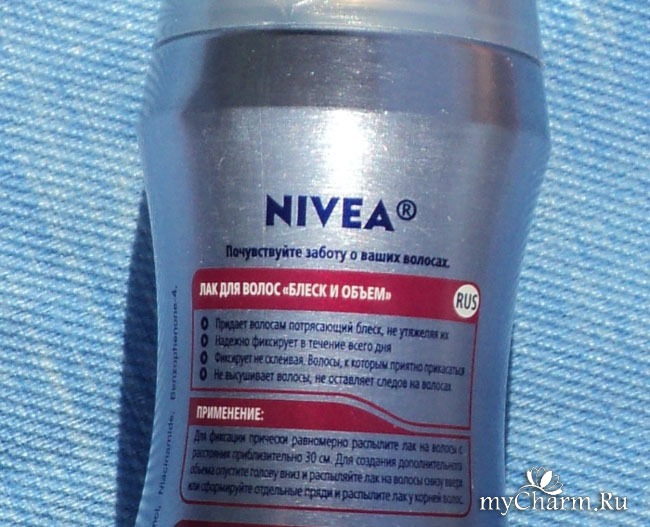 NIVEA®
Почувствуйте заботу о ваших волосах.
ЛАК ДЛЯ ВОЛОС «БЛЕСК И ОБЪЕМ»
RUS
Придает волосам потрясающий блеск, не утяжеляя их
Надежно фиксирует в течение всего дня
Фиксирует не склеивая. Волосы, к которым приятно прикасаться
Не высушивает волосы, не оставляет следов на волосах
ПРИМЕНЕНИЕ:
Для фиксации прически равномерно распылите лак на волосы с
расстояния приблизительно 30 см. Для создания дополнительного
объема опустите голову вниз и распыляйте лак на волосы снизу вверх
или сформируйте отдельные пряди и распылите лак у корней волос.
Niacinamide, Benzophenone-4,
myCharm.Ru